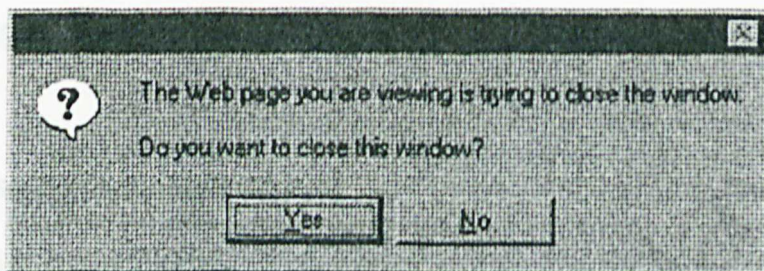 The Web page you are viewing is trying to close the window.
Do you want to close this window?
Yes No